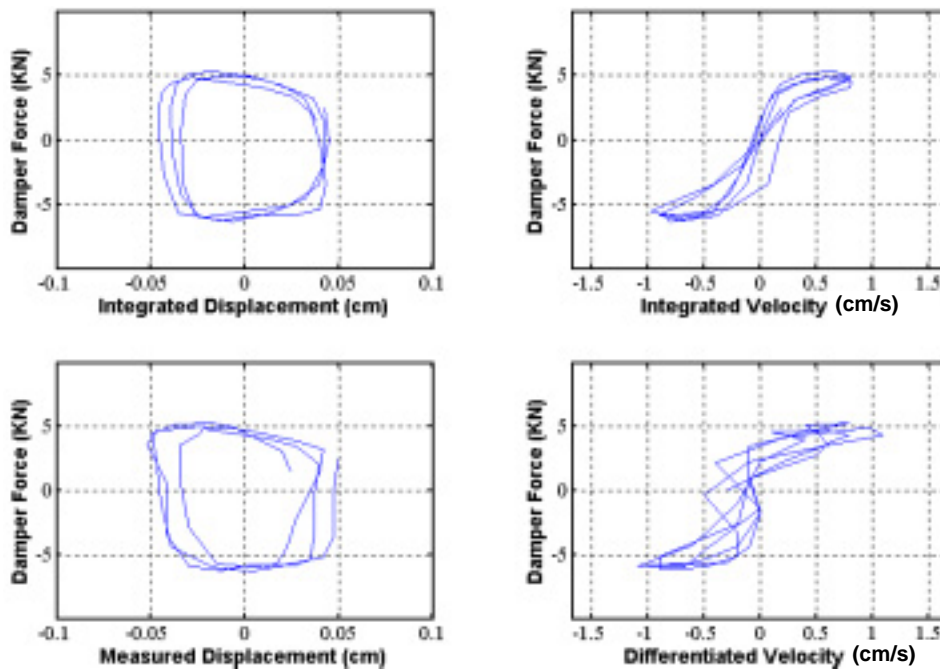 Damper Force (KN)
5
0
-5
-0.1 -0.05 0 0.05 0.1
Integrated Displacement (cm)
Damper Force (KN)
5
0
-5
-1.5 -1 -0.5 0 0.5 1 1.5
Integrated Velocity (cm/s)
Damper Force (KN)
5
0
-5
-0.1 -0.05 0 0.05 0.1
Measured Displacement (cm)
Damper Force (KN)
5
0
-5
-1.5 -1 -0.5 0 0.5 1 1.5
Differentiated Velocity (cm/s)